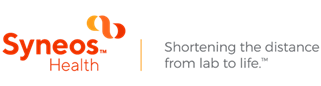 Syneos™
Health
Shortening the distance
from lab to life.™